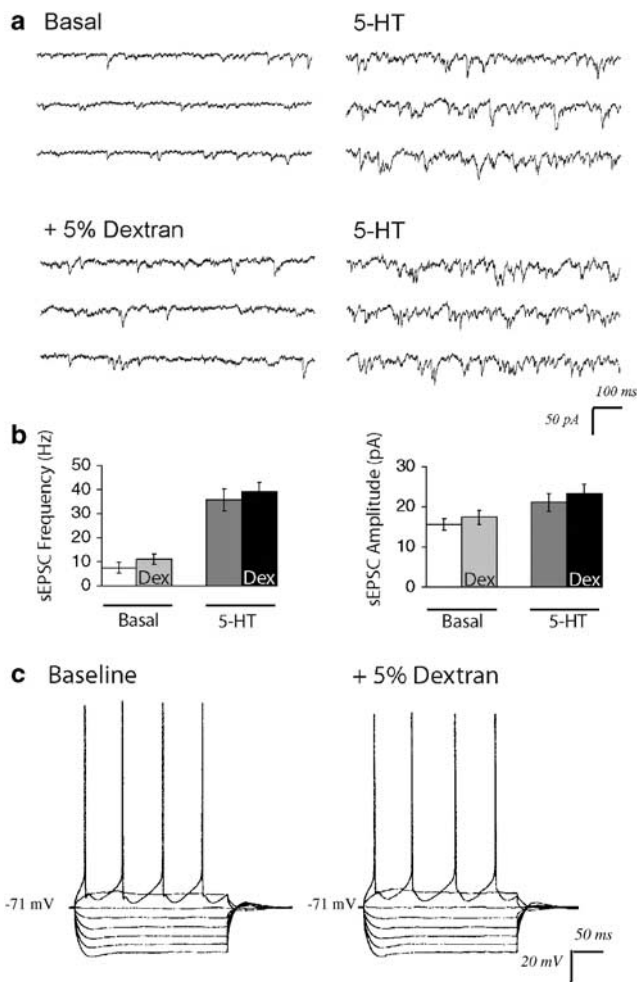 a Basal 5-HT
+ 5% Dextran 5-HT
100 ms
50 pA
b
sEPSC Frequency (Hz)
50
40
30
20
10
0
Dex
Dex
Basal 5-HT
sEPSC Amplitude (pA)
30
20
10
0
Dex
Dex
Basal 5-HT
c Baseline + 5% Dextran
-71 mV -71 mV
50 ms
20 mV